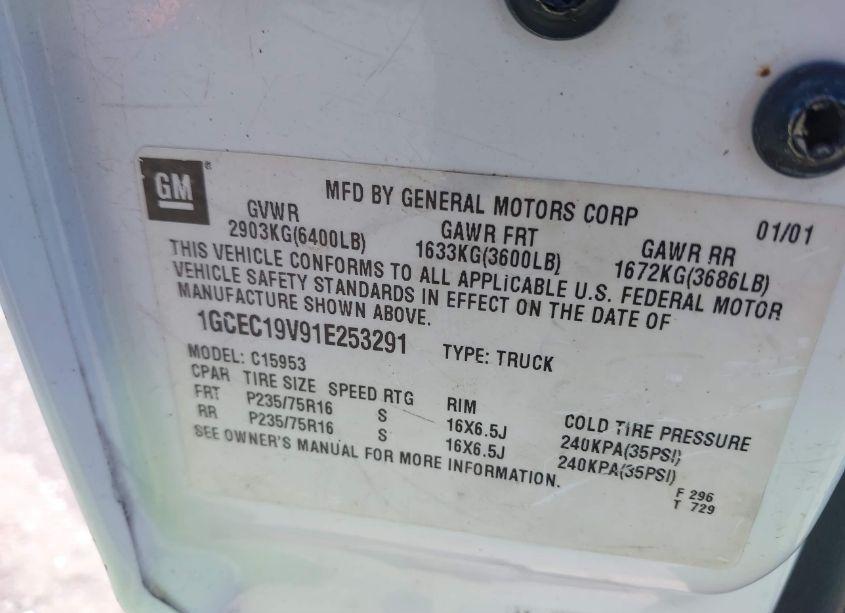 GM
MFD BY GENERAL MOTORS CORP 01/01
GVWR GAWR FRT GAWR RR
2903KG(6400LB) 1633KG(3600LB) 1672KG(3686LB)
THIS VEHICLE CONFORMS TO ALL APPLICABLE U.S. FEDERAL MOTOR
VEHICLE SAFETY STANDARDS IN EFFECT ON THE DATE OF
MANUFACTURE SHOWN ABOVE.
1GCEC19V91E253291 TYPE: TRUCK
MODEL: C15953
CPAR TIRE SIZE SPEED RTG RIM COLD TIRE PRESSURE
FRT P235/75R16 S 16X6.5J 240KPA(35PSI)
RR P235/75R16 S 16X6.5J 240KPA(35PSI)
SEE OWNER'S MANUAL FOR MORE INFORMATION.
F 296
T 729